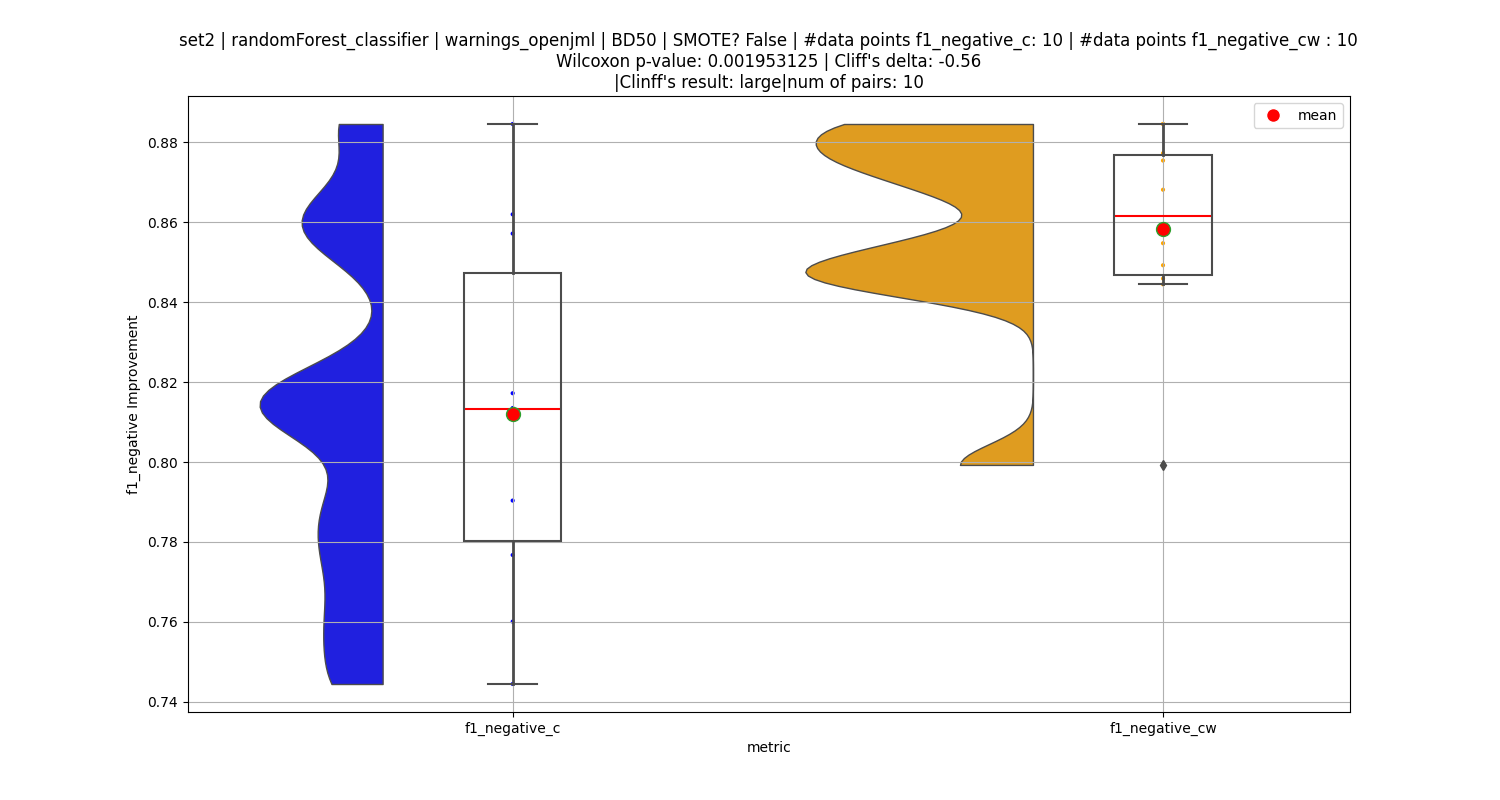 set2 | randomForest_classifier | warnings_openjml | BD50 | SMOTE? False | #data points f1_negative_c: 10 | #data points f1_negative_cw : 10
Wilcoxon p-value: 0.001953125 | Cliff's delta: -0.56
|Clinff's result: large|num of pairs: 10
mean
0.88
0.86
0.84
0.82
0.80
0.78
0.76
0.74
f1_negative Improvement
f1_negative_c
f1_negative_cw
metric